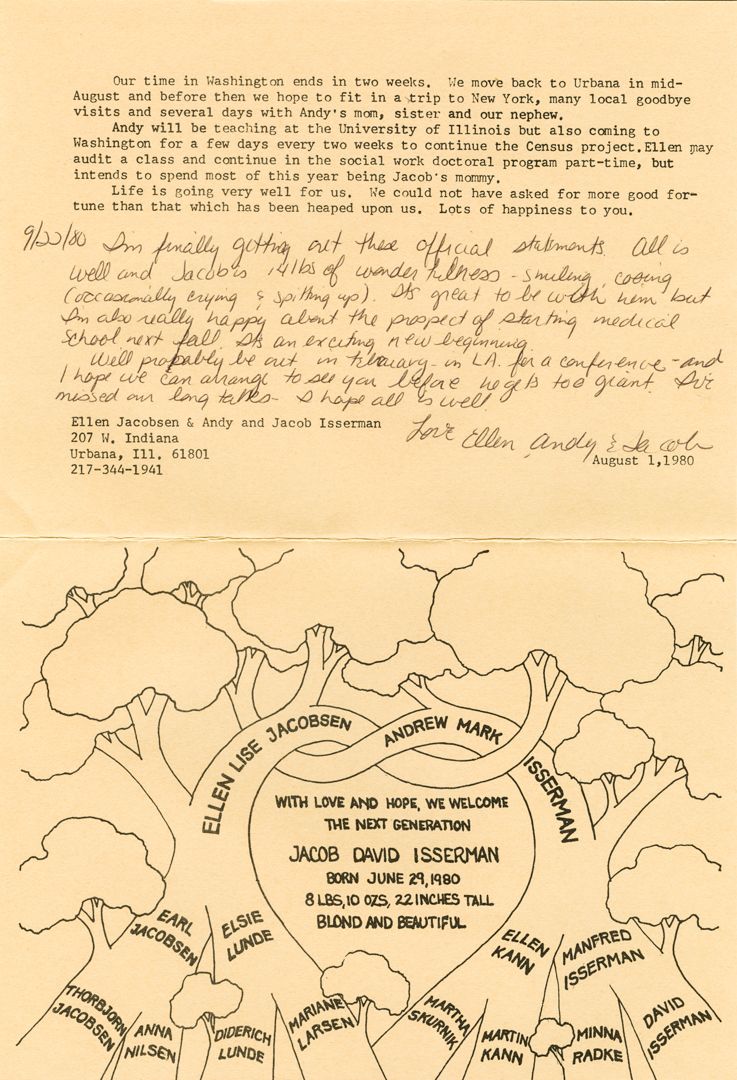 Our time in Washington ends in two weeks. We move back to Urbana in mid-
August and before then we hope to fit in a trip to New York, many local goodbye
visits and several days with Andy's mom, sister and our nephew.
Andy will be teaching at the University of Illinois but also coming to
Washington for a few days every two weeks to continue the Census project.Ellen may
audit a class and continue in the social work doctoral program part-time, but
intends to spend most of this year being Jacob's mommy.
Life is going very well for us. We could not have asked for more good for-
tune than that which has been heaped upon us. Lots of happiness to you.
9/22/80 I'm finally getting out these official statements. All is
well and Jacob is 14 lbs of wonderfulness - smiling, cooing
(occasionally crying & spitting up). It's great to be with him but
I'm also really happy about the prospect of starting medical
school next fall. It's an exciting new beginning.
We'll probably be out in February - in L.A. for a conference - and
I hope we can arrange to see you before he gets too giant. I've
missed our long talks - I hope all is well.
Love Ellen, Andy & Jacob
Ellen Jacobsen & Andy and Jacob Isserman
207 W. Indiana
Urbana, Ill. 61801
217-344-1941
August 1,1980
ELLEN LISE JACOBSEN
ANDREW MARK
ISSERMAN
WITH LOVE AND HOPE, WE WELCOME
THE NEXT GENERATION
JACOB DAVID ISSERMAN
BORN JUNE 29,1980
8 LBS,10 OZS, 22 INCHES TALL
BLOND AND BEAUTIFUL
EARL
JACOBSEN
ELSIE
LUNDE
ELLEN
KANN
MANFRED
ISSERMAN
THORBJORN
JACOBSEN
ANNA
NILSEN
DIDERICH
LUNDE
MARIANE
LARSEN
MARTHA
SKURNIK
MARTIN
KANN
MINNA
RADKE
DAVID
ISSERMAN